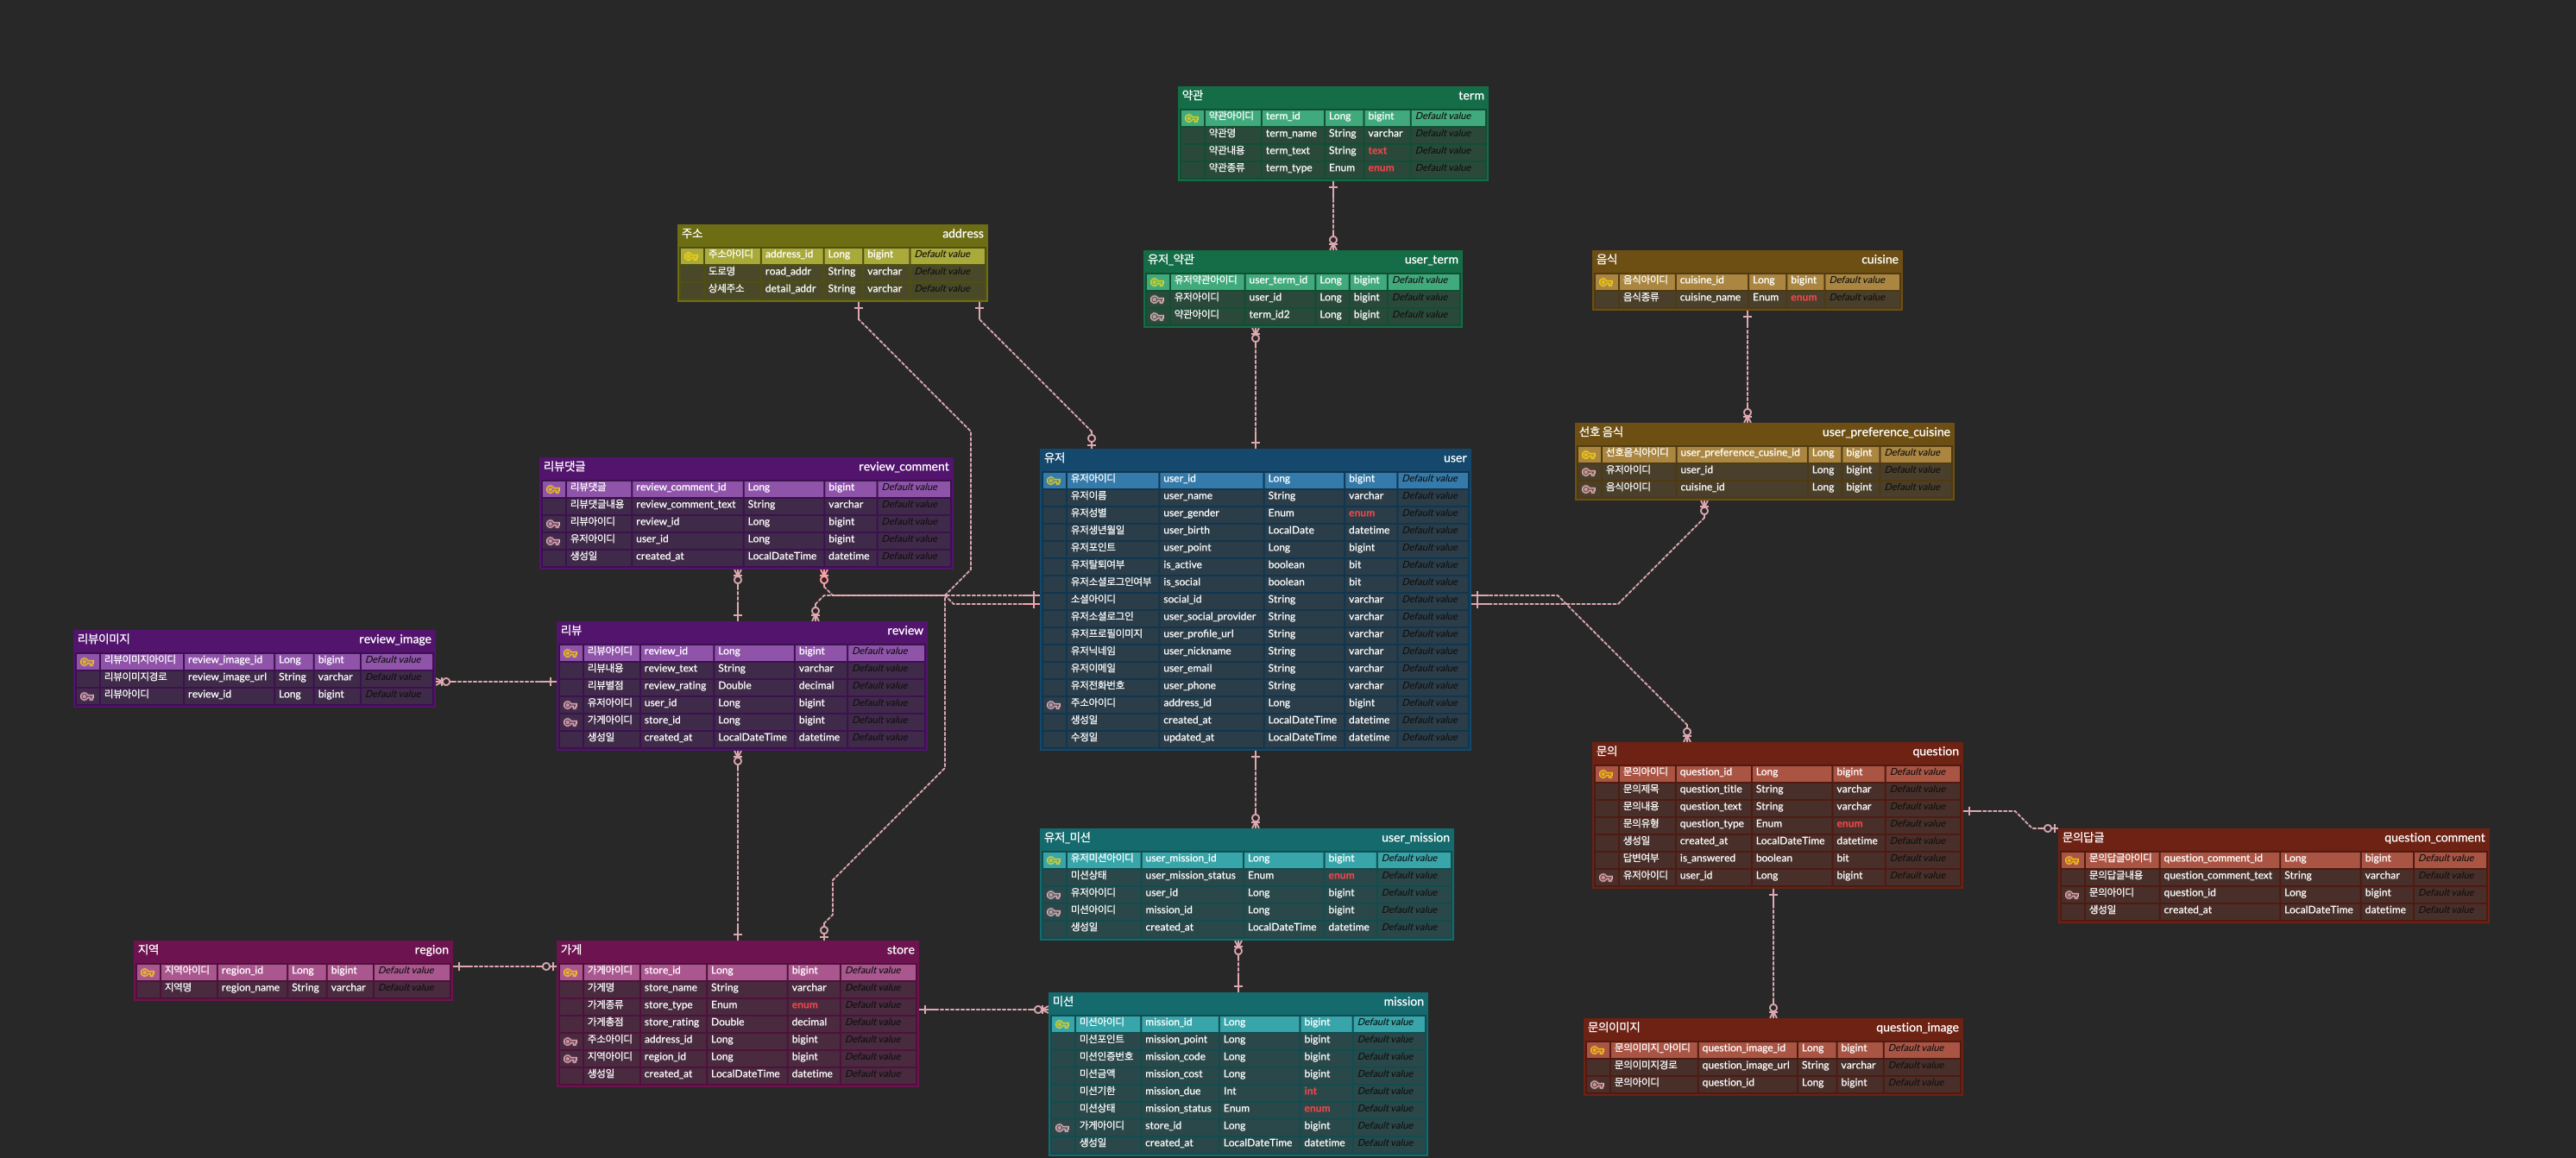 약관 term
약관아이디 term_id Long bigint Default value
약관명 term_name String varchar Default value
약관내용 term_text String text Default value
약관종류 term_type Enum enum Default value
주소 address
주소아이디 address_id Long bigint Default value
도로명 road_addr String varchar Default value
상세주소 detail_addr String varchar Default value
유저_약관 user_term
유저약관아이디 user_term_id Long bigint Default value
유저아이디 user_id Long bigint Default value
약관아이디 term_id2 Long bigint Default value
음식 cuisine
음식아이디 cuisine_id Long bigint Default value
음식종류 cuisine_name Enum enum Default value
선호 음식 user_preference_cuisine
선호음식아이디 user_preference_cusine_id Long bigint Default value
유저아이디 user_id Long bigint Default value
음식아이디 cuisine_id Long bigint Default value
리뷰댓글 review_comment
리뷰댓글 review_comment_id Long bigint Default value
리뷰댓글내용 review_comment_text String varchar Default value
리뷰아이디 review_id Long bigint Default value
유저아이디 user_id Long bigint Default value
생성일 created_at LocalDateTime datetime Default value
유저 user
유저아이디 user_id Long bigint Default value
유저이름 user_name String varchar Default value
유저성별 user_gender Enum enum Default value
유저생년월일 user_birth LocalDate datetime Default value
유저포인트 user_point Long bigint Default value
유저탈퇴여부 is_active boolean bit Default value
유저소셜로그인여부 is_social boolean bit Default value
소셜아이디 social_id String varchar Default value
유저소셜로그인 user_social_provider String varchar Default value
유저프로필이미지 user_profile_url String varchar Default value
유저닉네임 user_nickname String varchar Default value
유저이메일 user_email String varchar Default value
유저전화번호 user_phone String varchar Default value
주소아이디 address_id Long bigint Default value
생성일 created_at LocalDateTime datetime Default value
수정일 updated_at LocalDateTime datetime Default value
리뷰이미지 review_image
리뷰이미지아이디 review_image_id Long bigint Default value
리뷰이미지경로 review_image_url String varchar Default value
리뷰아이디 review_id Long bigint Default value
리뷰 review
리뷰아이디 review_id Long bigint Default value
리뷰내용 review_text String varchar Default value
리뷰별점 review_rating Double decimal Default value
유저아이디 user_id Long bigint Default value
가게아이디 store_id Long bigint Default value
생성일 created_at LocalDateTime datetime Default value
문의 question
문의아이디 question_id Long bigint Default value
문의제목 question_title String varchar Default value
문의내용 question_text String varchar Default value
문의유형 question_type Enum enum Default value
생성일 created_at LocalDateTime datetime Default value
답변여부 is_answered boolean bit Default value
유저아이디 user_id Long bigint Default value
문의답글 question_comment
문의답글아이디 question_comment_id Long bigint Default value
문의답글내용 question_comment_text String varchar Default value
문의아이디 question_id Long bigint Default value
생성일 created_at LocalDateTime datetime Default value
유저_미션 user_mission
유저미션아이디 user_mission_id Long bigint Default value
미션상태 user_mission_status Enum enum Default value
유저아이디 user_id Long bigint Default value
미션아이디 mission_id Long bigint Default value
생성일 created_at LocalDateTime datetime Default value
지역 region
지역아이디 region_id Long bigint Default value
지역명 region_name String varchar Default value
가게 store
가게아이디 store_id Long bigint Default value
가게명 store_name String varchar Default value
가게종류 store_type Enum enum Default value
가게총점 store_rating Double decimal Default value
주소아이디 address_id Long bigint Default value
지역아이디 region_id Long bigint Default value
생성일 created_at LocalDateTime datetime Default value
미션 mission
미션아이디 mission_id Long bigint Default value
미션포인트 mission_point Long bigint Default value
미션인증번호 mission_code Long bigint Default value
미션금액 mission_cost Long bigint Default value
미션기한 mission_due Int int Default value
미션상태 mission_status Enum enum Default value
가게아이디 store_id Long bigint Default value
생성일 created_at LocalDateTime datetime Default value
문의이미지 question_image
문의이미지_아이디 question_image_id Long bigint Default value
문의이미지경로 question_image_url String varchar Default value
문의아이디 question_id Long bigint Default value